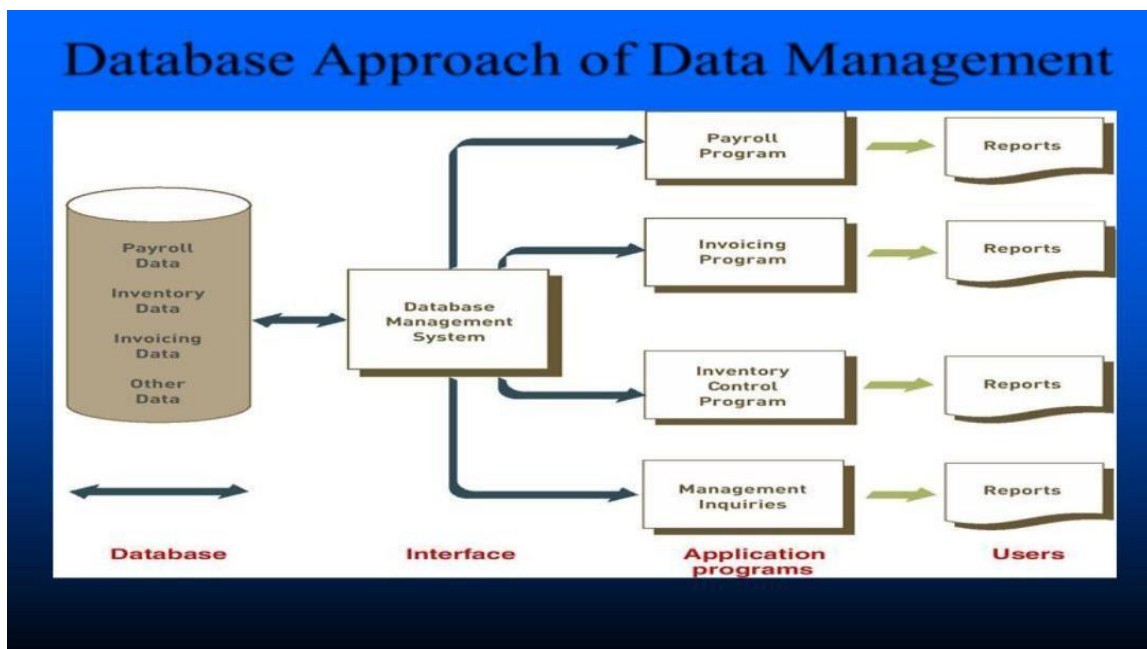 Database Approach of Data Management
Payroll
Data
Inventory
Data
Invoicing
Data
Other
Data
Database
Management
System
Payroll
Program
Reports
Invoicing
Program
Reports
Inventory
Control
Program
Reports
Management
Inquiries
Reports
Database
Interface
Application
programs
Users